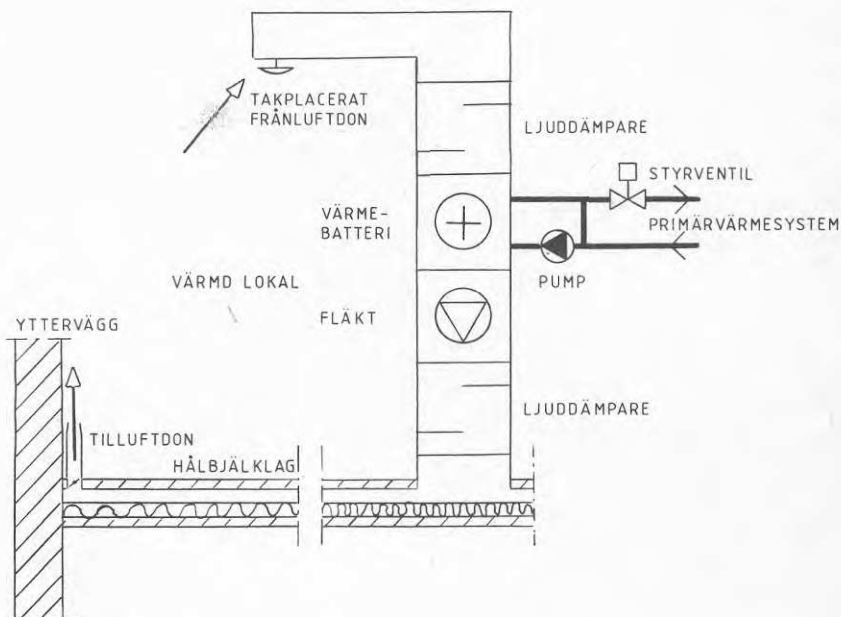 TAKPLACERAT
FRÅNLUFTDON
LJUDDÄMPARE
STYRVENTIL
VÄRME-
BATTERI
PRIMÄRVÄRMESYSTEM
VÄRMD LOKAL
PUMP
FLÄKT
YTTERVÄGG
LJUDDÄMPARE
TILLUFTDON
HÅLBJÄLKLAG